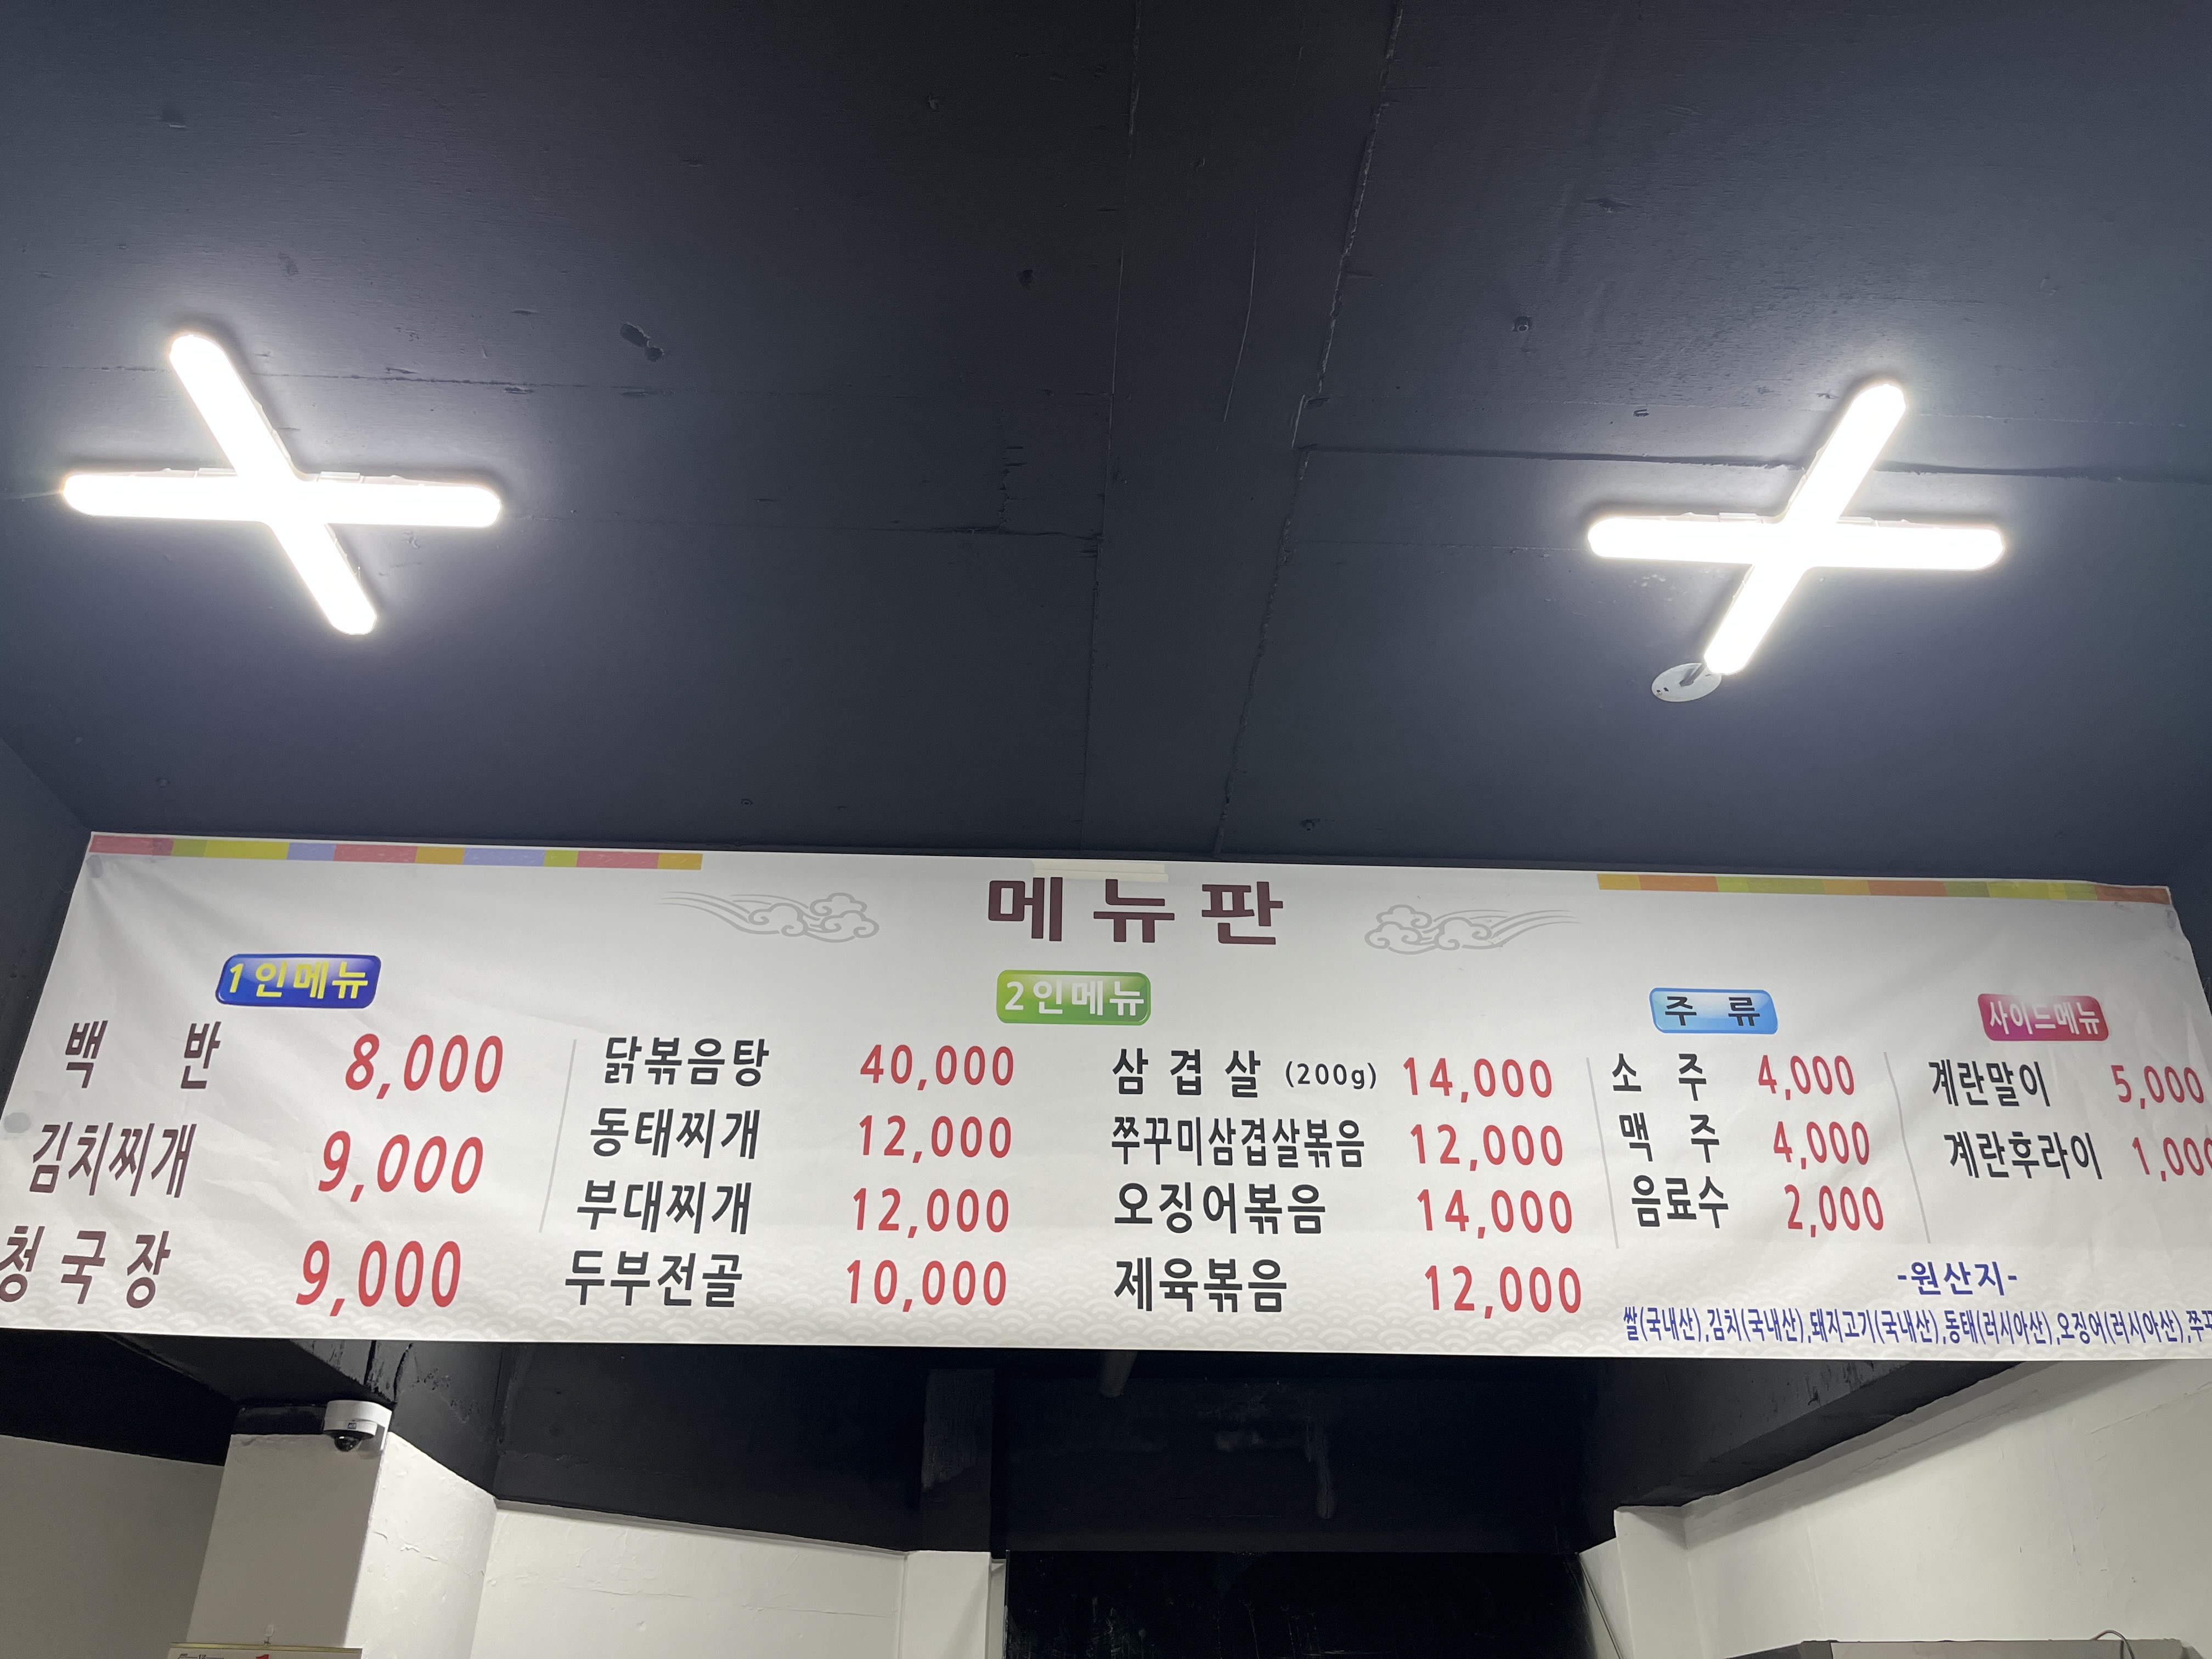 메뉴판
1인메뉴
백 반 8,000
김치찌개 9,000
청국장 9,000
2인메뉴
닭볶음탕 40,000
동태찌개 12,000
부대찌개 12,000
두부전골 10,000
삼 겹 살 (200g) 14,000
쭈꾸미삼겹살볶음 12,000
오징어볶음 14,000
제육볶음 12,000
주 류
소 주 4,000
맥 주 4,000
음료수 2,000
사이드메뉴
계란말이 5,000
계란후라이 1,000
-원산지-
쌀(국내산),김치(국내산),돼지고기(국내산),동태(러시아산),오징어(러시아산),